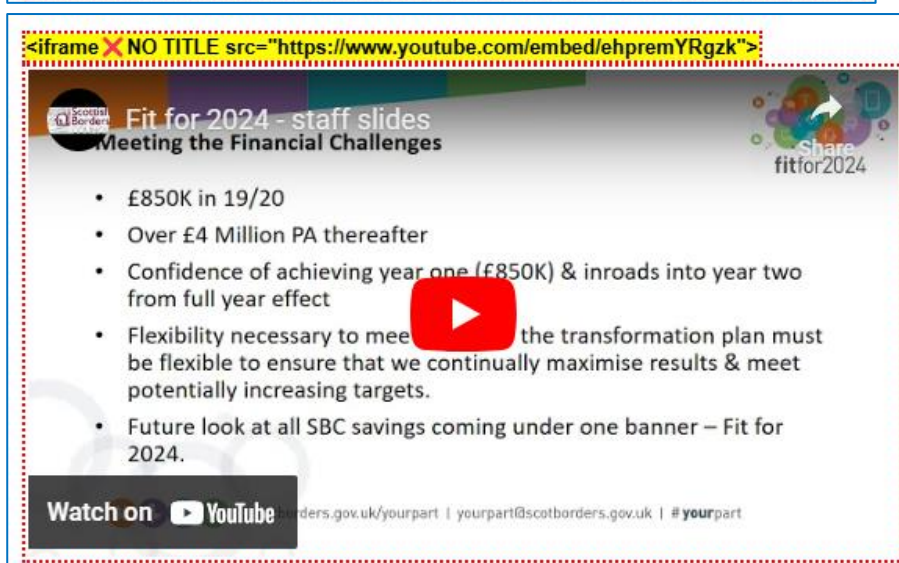 <iframe❌NO TITLE src="https://www.youtube.com/embed/ehpremYRgzk">
Scottish
Borders
Fit for 2024 - staff slides
Share
fitfor2024
Meeting the Financial Challenges
• £850K in 19/20
• Over £4 Million PA thereafter
• Confidence of achieving year one (£850K) & inroads into year two
from full year effect
• Flexibility necessary to the transformation plan must
be flexible to ensure that we continually maximise results & meet
potentially increasing targets.
• Future look at all SBC savings coming under one banner – Fit for
2024.
Watch on YouTube
ders.gov.uk/yourpart | yourpart@scotborders.gov.uk | #yourpart